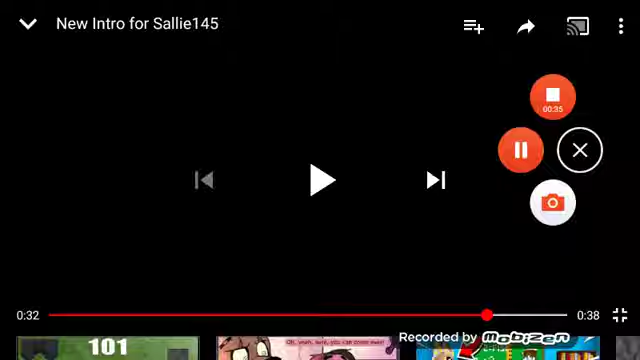 New Intro for Sallie145
00:35
0:32
0:38
101
Oh, yeah, sure, you can come over!
Recorded by Mobizen